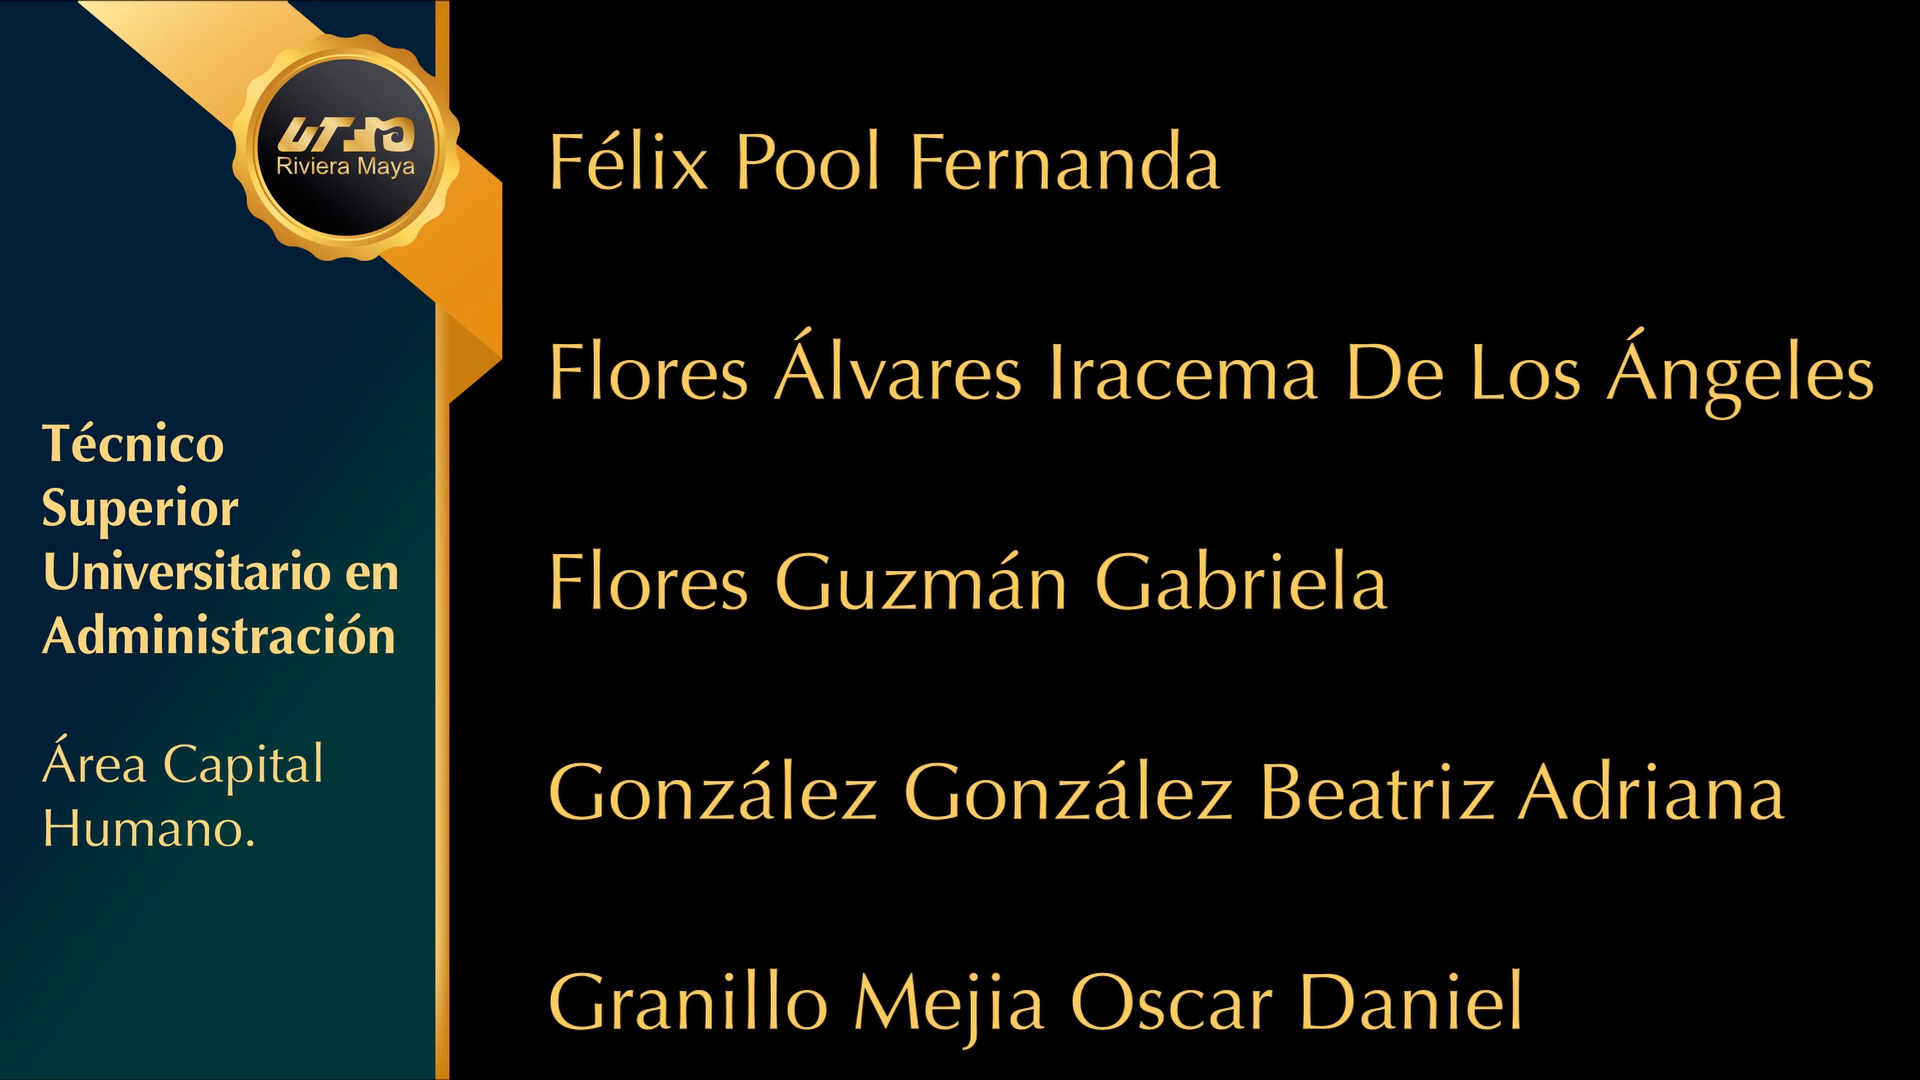 UT
Riviera Maya
Técnico
Superior
Universitario en
Administración
Área Capital
Humano.
Félix Pool Fernanda
Flores Álvares Iracema De Los Ángeles
Flores Guzmán Gabriela
González González Beatriz Adriana
Granillo Mejia Oscar Daniel